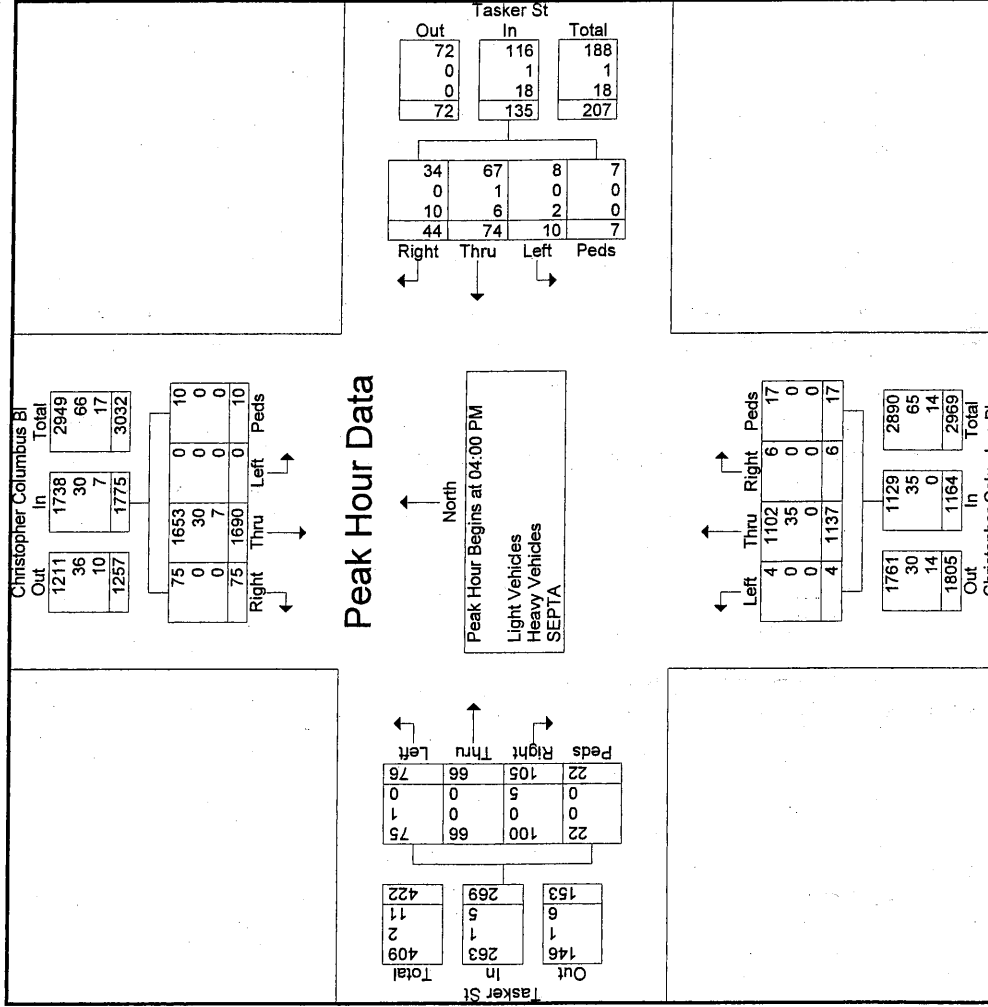 Tasker St
Out In Total
72 116 188
0 1 1
0 18 18
72 135 207
34 67 8 7
0 1 0 0
10 6 2 0
44 74 10 7
Right Thru Left Peds
Christopher Columbus Bl
Out In Total
1211 1738 2949
36 30 66
10 7 17
1257 1775 3032
75 1653 0 10
0 30 0 0
0 7 0 0
75 1690 0 10
Right Thru Left Peds
Peak Hour Data
North
Peak Hour Begins at 04:00 PM
Light Vehicles
Heavy Vehicles
SEPTA
Left Thru Right Peds
4 1102 6 17
0 35 0 0
0 0 0 0
4 1137 6 17
1761 1129 2890
30 35 65
14 0 14
1805 1164 2969
Out In Total
Christopher Columbus Bl
Peds Right Thru Left
22 105 66 76
0 5 0 0
0 0 0 1
22 100 66 75
153 269 422
6 5 11
1 1 2
146 263 409
Out In Total
Tasker St